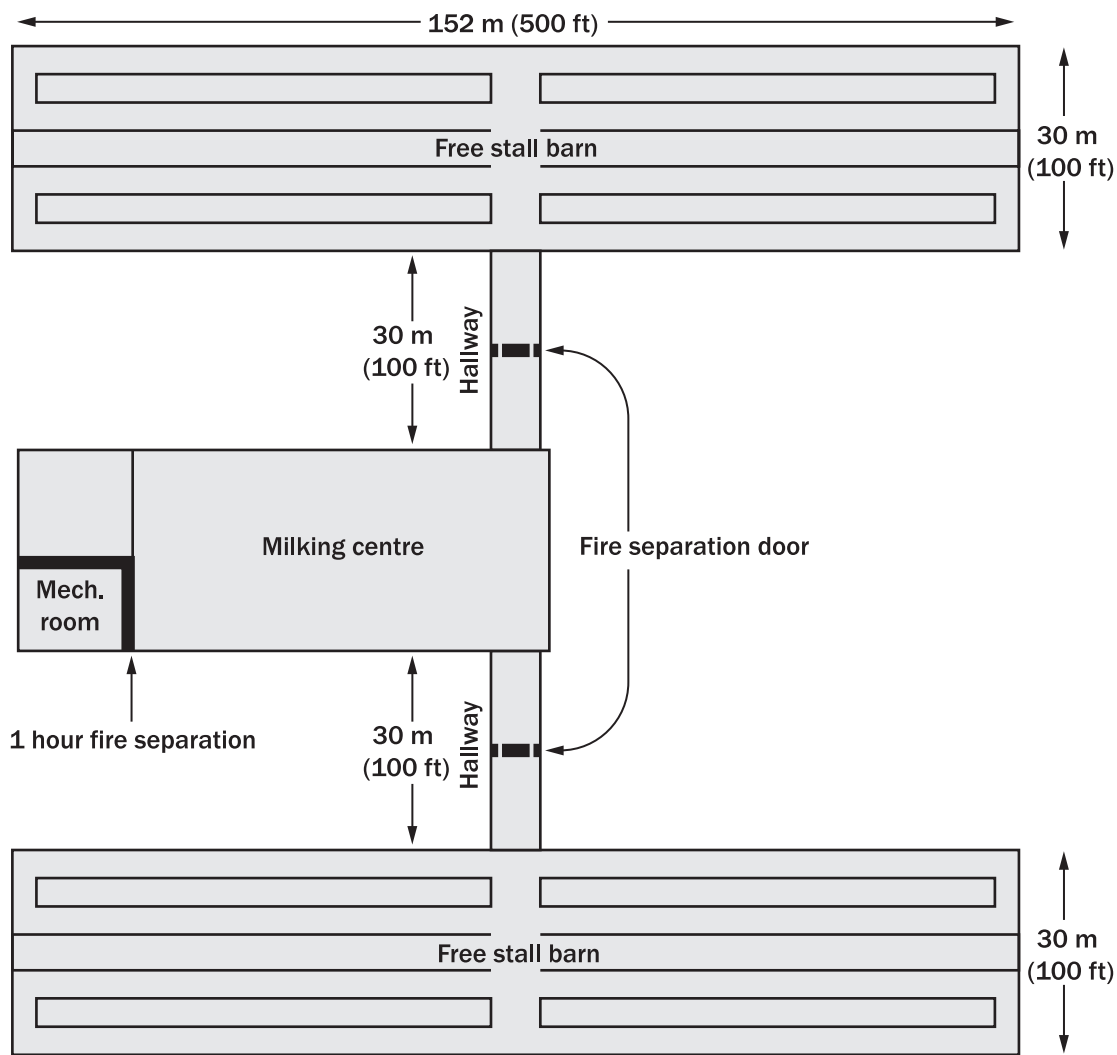 152 m (500 ft)
Free stall barn
30 m
(100 ft)
30 m
(100 ft)
Hallway
Milking centre
Fire separation door
Mech.
room
1 hour fire separation
30 m
(100 ft)
Hallway
Free stall barn
30 m
(100 ft)